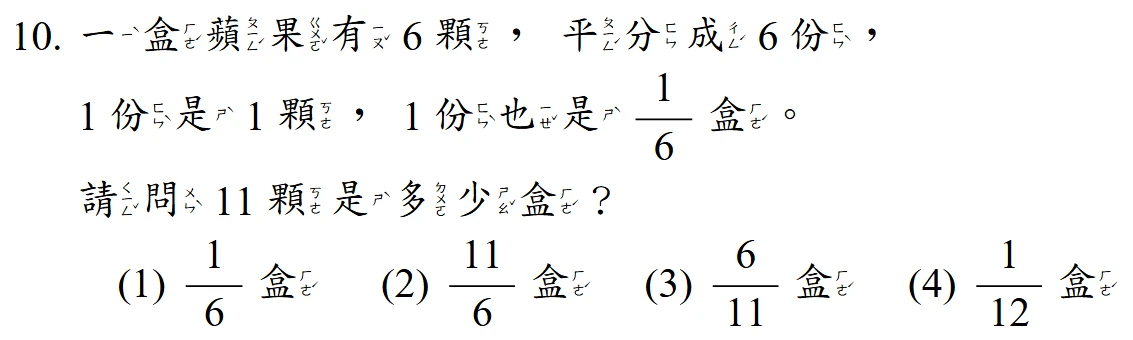 10. 一盒蘋果有 6 顆，平分成 6 份，
1 份是 1 顆，1 份也是 1/6 盒。
請問 11 顆是多少盒？
(1) 1/6 盒 (2) 11/6 盒 (3) 6/11 盒 (4) 1/12 盒